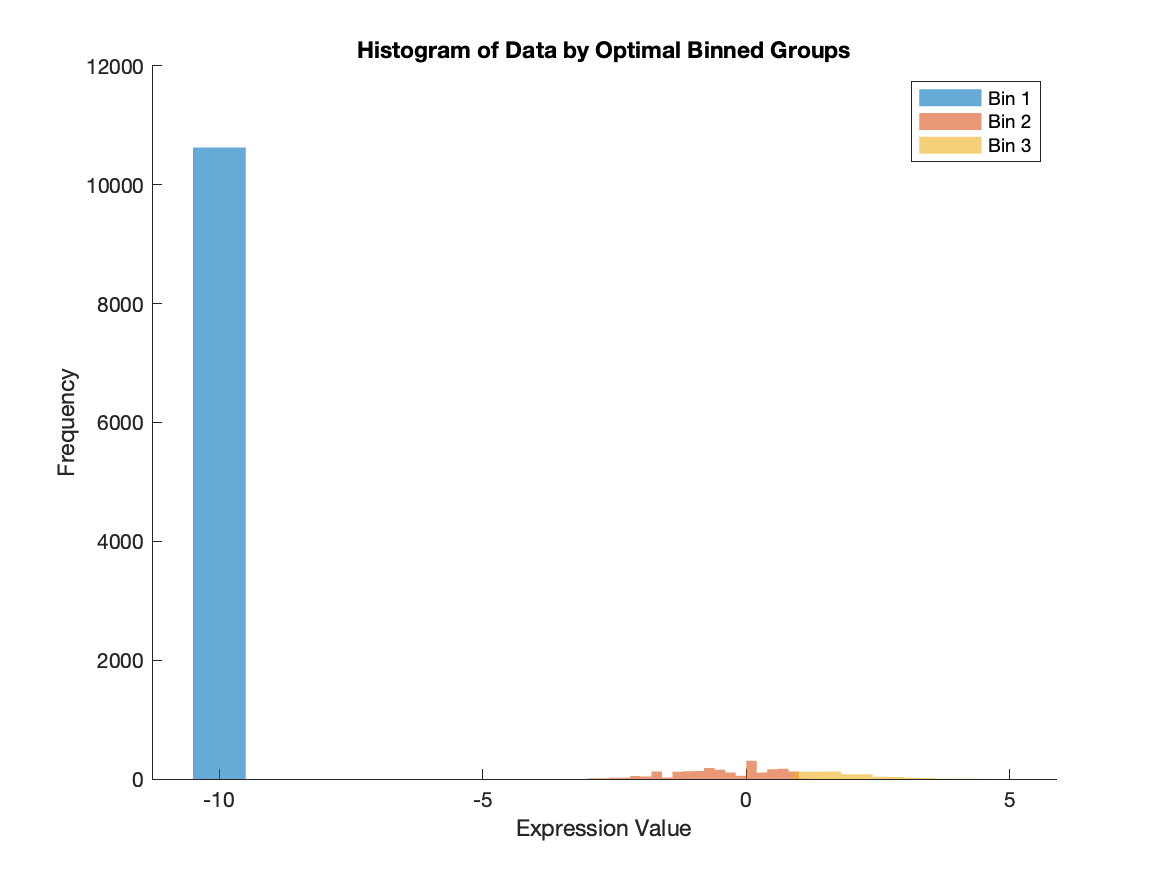 Histogram of Data by Optimal Binned Groups
12000
10000
8000
6000
4000
2000
0
Frequency
Bin 1
Bin 2
Bin 3
-10
-5
0
5
Expression Value